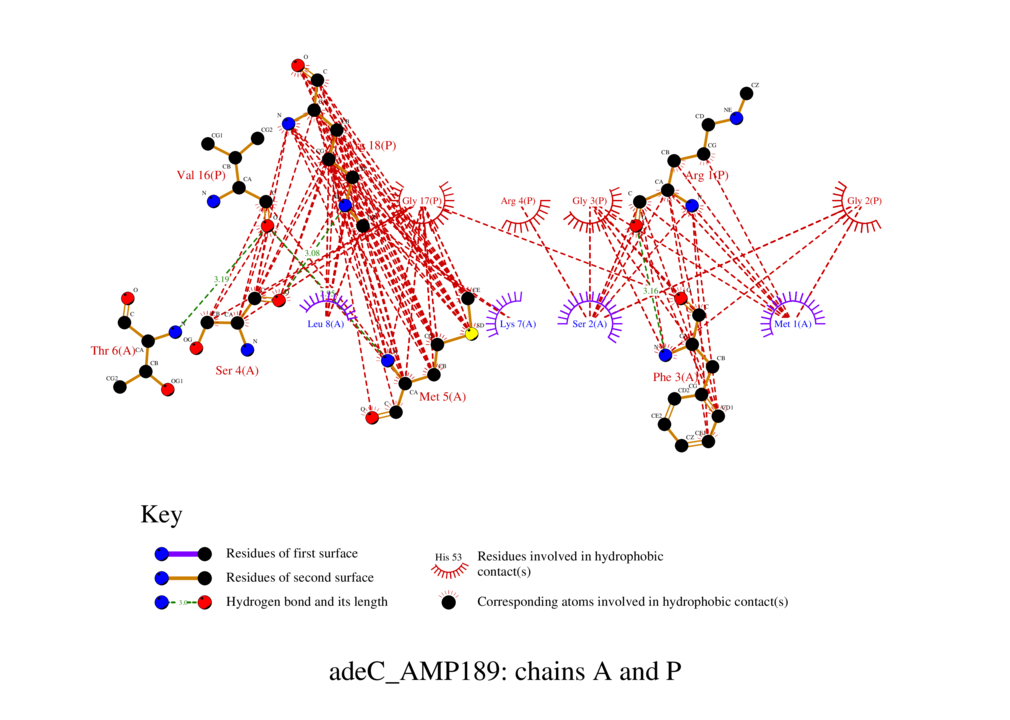 O
C
N
CZ
NE
CD
CG
CB
CA
C
Arg 1(P)
CG1
CG2
CB
CA
N
Val 16(P)
18(P)
Gly 17(P)
Arg 4(P)
Gly 3(P)
Gly 2(P)
3.08
3.19
3.16
O
C
CA
CB
CG2
OG1
Thr 6(A)
OG
N
Ser 4(A)
Leu 8(A)
CE
SD
Lys 7(A)
Ser 2(A)
Met 1(A)
CA
CB
C
O
Met 5(A)
N
Phe 3(A)
CB
CG
CD2
CD1
CE2
CZ
Key
Residues of first surface
Residues of second surface
3.0
Hydrogen bond and its length
His 53
Residues involved in hydrophobic
contact(s)
Corresponding atoms involved in hydrophobic contact(s)
adeC_AMP189: chains A and P